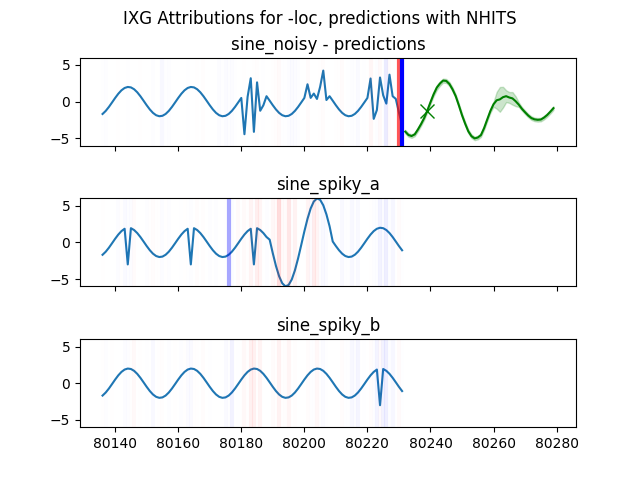 IXG Attributions for -loc, predictions with NHITS
sine_noisy - predictions
5
0
−5
sine_spiky_a
5
0
−5
sine_spiky_b
5
0
−5
80140 80160 80180 80200 80220 80240 80260 80280